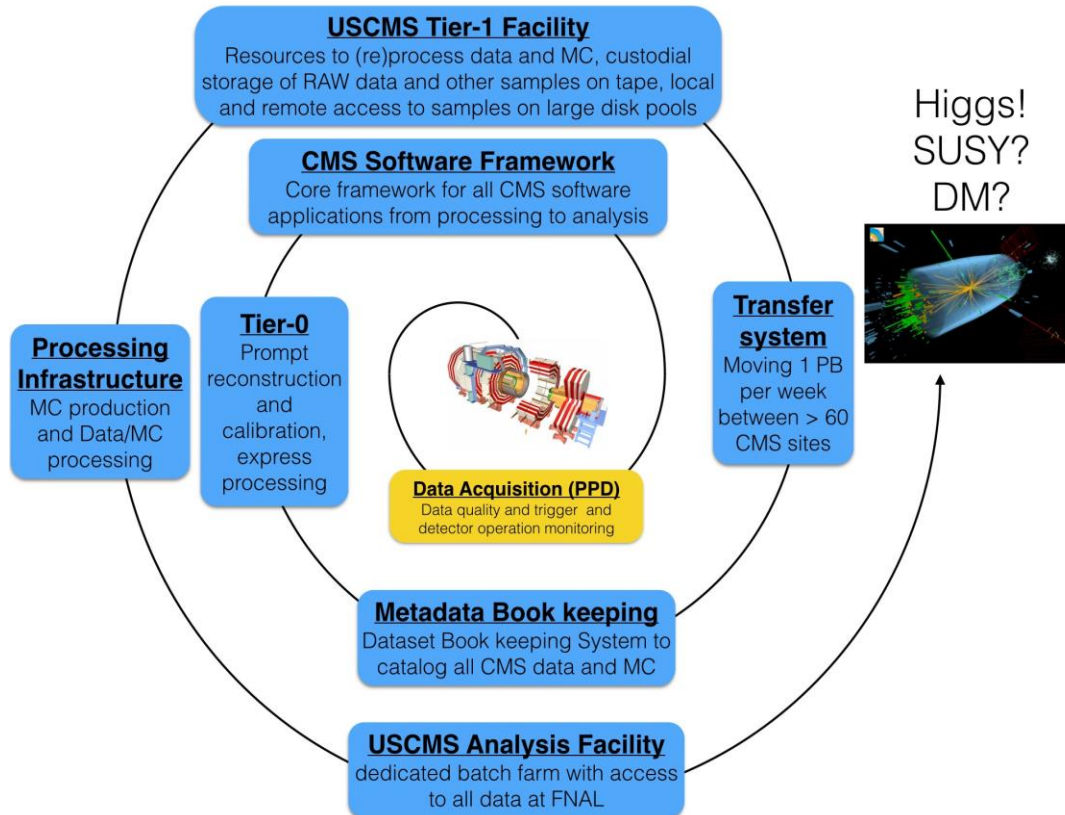 USCMS Tier-1 Facility
Resources to (re)process data and MC, custodial
storage of RAW data and other samples on tape, local
and remote access to samples on large disk pools
Higgs!
SUSY?
DM?
CMS Software Framework
Core framework for all CMS software
applications from processing to analysis
Processing
Infrastructure
MC production
and Data/MC
processing
Tier-0
Prompt
reconstruction
and
calibration,
express
processing
Transfer
system
Moving 1 PB
per week
between > 60
CMS sites
Data Acquisition (PPD)
Data quality and trigger and
detector operation monitoring
Metadata Book keeping
Dataset Book keeping System to
catalog all CMS data and MC
USCMS Analysis Facility
dedicated batch farm with access
to all data at FNAL